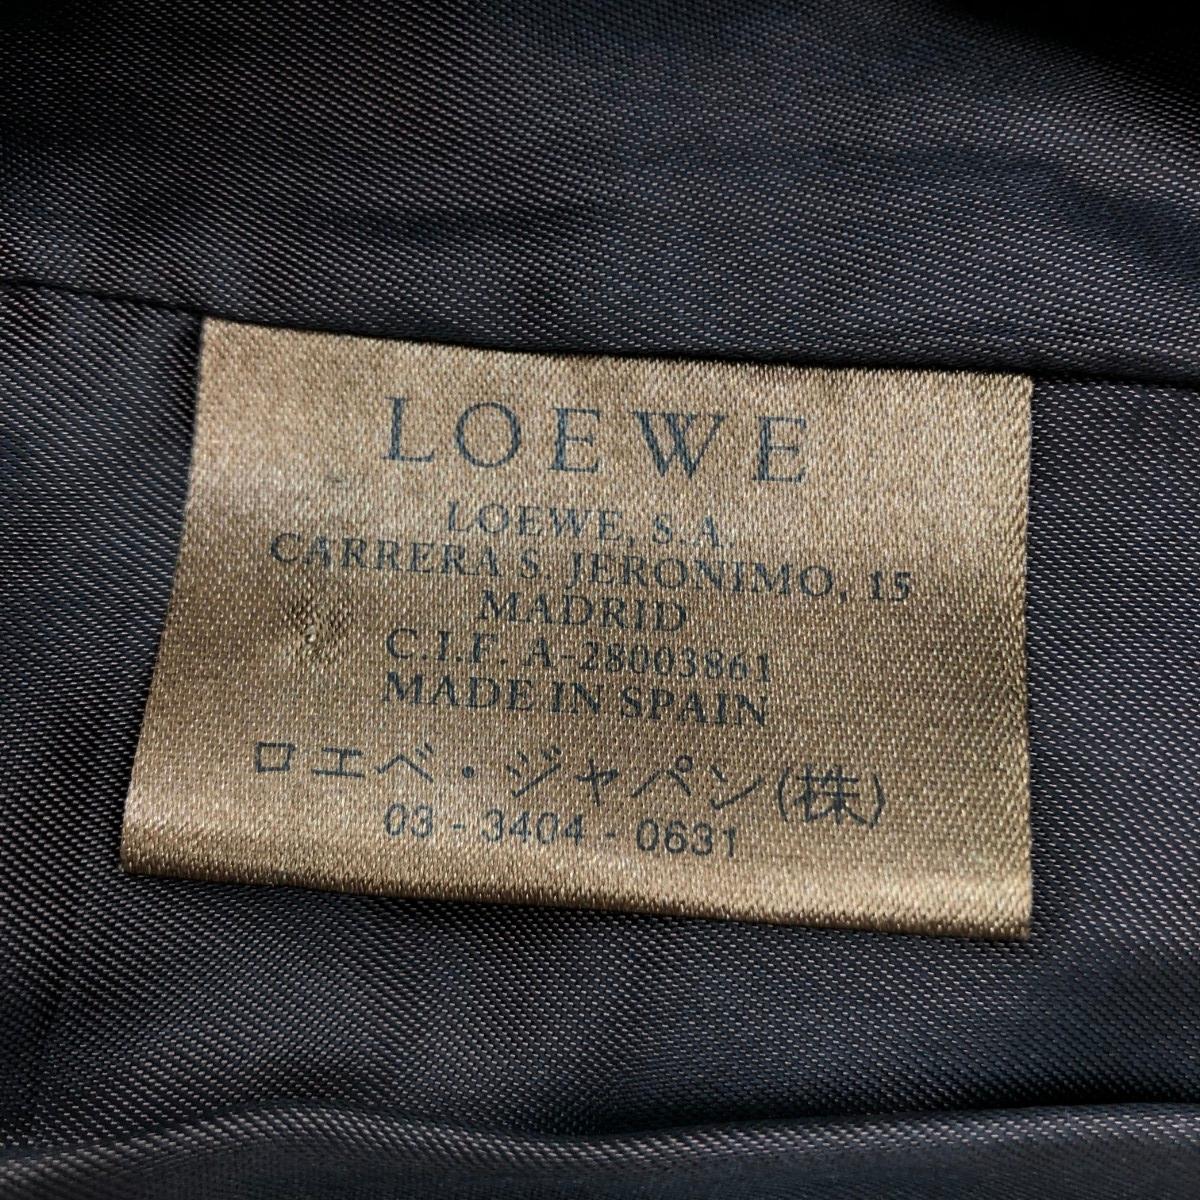 LOEWE
LOEWE, S.A.
CARRERA S. JERONIMO, 15
MADRID
C.I.F. A-28003861
MADE IN SPAIN
ロエベ・ジャパン(株)
03 - 3404 - 0631